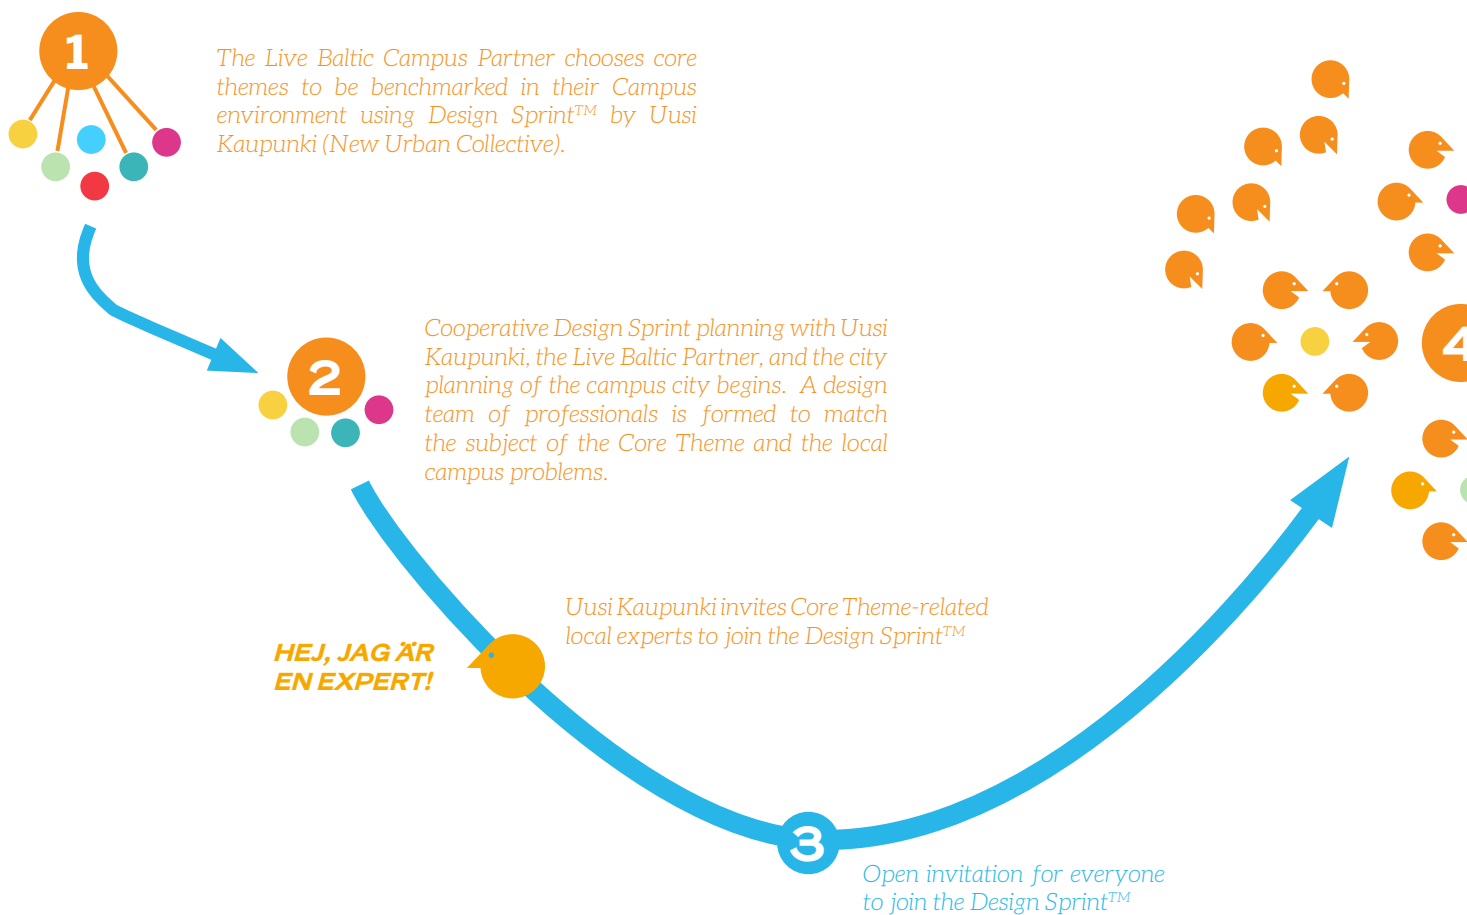 1
The Live Baltic Campus Partner chooses core
themes to be benchmarked in their Campus
environment using Design Sprint™ by Uusi
Kaupunki (New Urban Collective).
2
Cooperative Design Sprint planning with Uusi
Kaupunki, the Live Baltic Partner, and the city
planning of the campus city begins. A design
team of professionals is formed to match
the subject of the Core Theme and the local
campus problems.
4
Uusi Kaupunki invites Core Theme-related
local experts to join the Design Sprint™
HEJ, JAG ÄR
EN EXPERT!
3
Open invitation for everyone
to join the Design Sprint™